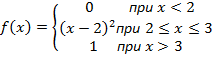 0 при x < 2
f(x) = { (x − 2)² при 2 ≤ x ≤ 3
1 при x > 3